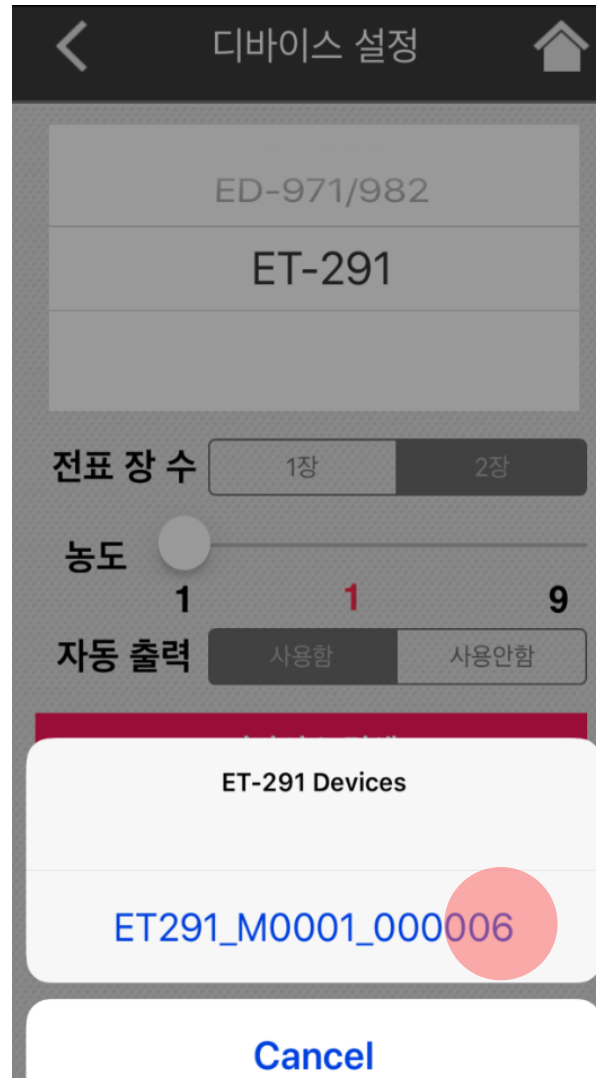 디바이스 설정
ED-971/982
ET-291
전표 장 수 1장 2장
농도
1 1 9
자동 출력 사용함 사용안함
ET-291 Devices
ET291_M0001_000006
Cancel